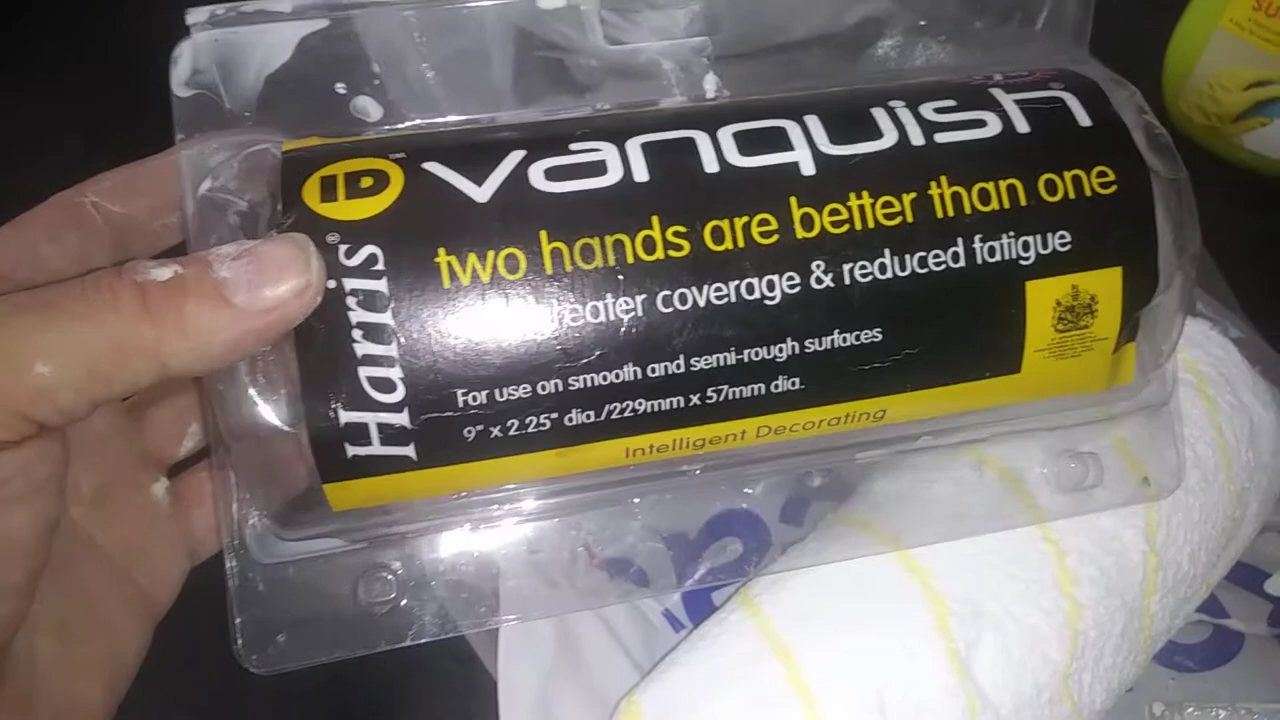 ID
vanquish
Harris®
two hands are better than one
coverage & reduced fatigue
For use on smooth and semi-rough surfaces
9" x 2.25" dia./229mm x 57mm dia.
Intelligent Decorating
SU